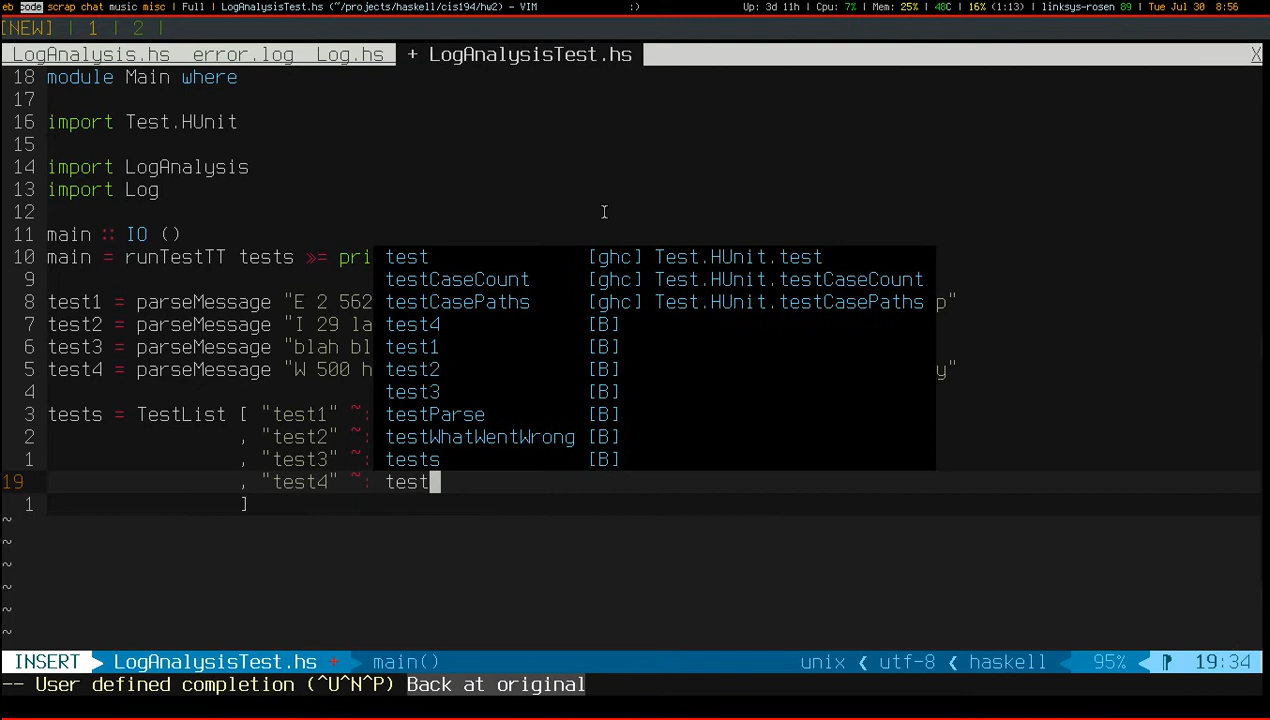 eb code scrap chat music misc | Full | LogAnalysisTest.hs (~/projects/haskell/cis194/hw2) - VIM :) Up: 3d 11h | Cpu: 7% | Mem: 25% | 48C | 16% (1:13) | linksys-rosen 89 | Tue Jul 30 8:56
[NEW] | 1 | 2 |
LogAnalysis.hs error.log Log.hs + LogAnalysisTest.hs X
18 module Main where
17
16 import Test.HUnit
15
14 import LogAnalysis
13 import Log
12
11 main :: IO ()
10 main = runTestTT tests >>= pri test [ghc] Test.HUnit.test
9 testCaseCount [ghc] Test.HUnit.testCaseCount
8 test1 = parseMessage "E 2 562 testCasePaths [ghc] Test.HUnit.testCasePaths p"
7 test2 = parseMessage "I 29 la test4 [B]
6 test3 = parseMessage "blah bl test1 [B]
5 test4 = parseMessage "W 500 h test2 [B] y"
4 test3 [B]
3 tests = TestList [ "test1" ~: testParse [B]
2 , "test2" ~: testWhatWentWrong [B]
1 , "test3" ~: tests [B]
19 , "test4" ~: test
1 ]
~
~
~
~
~
~
INSERT LogAnalysisTest.hs + main() unix < utf-8 < haskell 95% 19:34
-- User defined completion (^U^N^P) Back at original